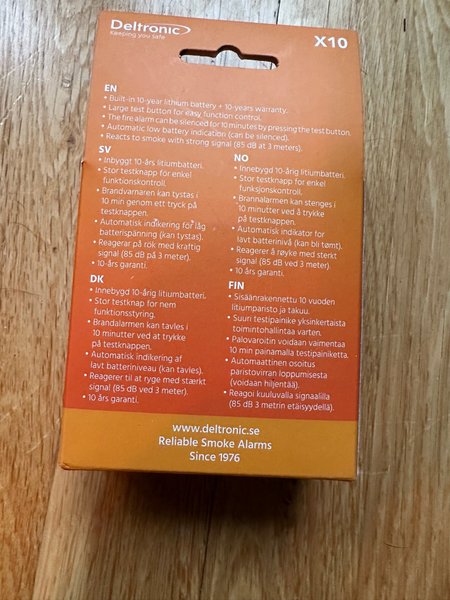 Deltronic
Keeping you safe
X10
EN
• Built-in 10-year lithium battery + 10-years warranty.
• Large test button for easy function control.
• The fire alarm can be silenced for 10 minutes by pressing the test button.
• Automatic low battery indication (can be silenced).
• Reacts to smoke with strong signal (85 dB at 3 meters).
SV
• Inbyggt 10-års litiumbatteri.
• Stor testknapp för enkel
funktionskontroll.
• Brandvarnaren kan tystas i
10 min genom ett tryck på
testknappen.
• Automatisk indikering för låg
batterispänning (kan tystas).
• Reagerar på rök med kraftig
signal (85 dB på 3 meter).
• 10-års garanti.
NO
• Innebygd 10-årig litiumbatteri.
• Stor testknapp for enkel
funksjonskontroll.
• Brannalarmen kan stenges i
10 minutter ved å trykke
på testknappen.
• Automatisk indikator for
lavt batterinivå (kan bli tømt).
• Reagerer å røyke med sterkt
signal (85 dB ved 3 meter).
• 10 års garanti.
DK
• Innebygd 10-årig litiumbatteri.
• Stor testknap for nem
funktionsstyring.
• Brandalarmen kan tavles i
10 minutter ved at trykke
på testknappen.
• Automatisk indikering af
lavt batteriniveau (kan tavles).
• Reagerer til at ryge med stærkt
signal (85 dB ved 3 meter).
• 10 års garanti.
FIN
• Sisäänrakennettu 10 vuoden
litiumparisto ja takuu.
• Suuri testipainike yksinkertaista
toimintohallintaa varten.
• Palovaroitin voidaan vaimentaa
10 min painamalla testipainiketta.
• Automaattinen osoitus
paristovirran loppumisesta
(voidaan hiljentää).
• Reagoi kuuluvalla signaalilla
(85 dB 3 metrin etäisyydellä).
www.deltronic.se
Reliable Smoke Alarms
Since 1976